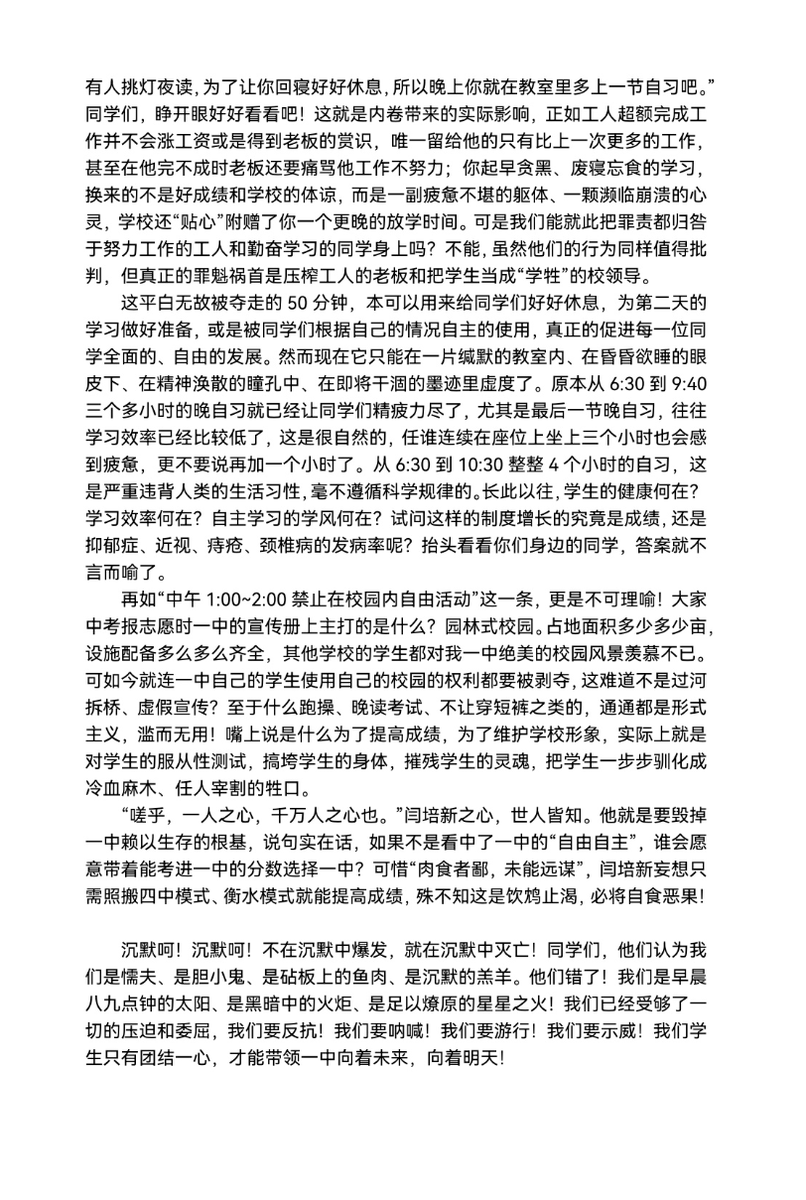 有人挑灯夜读，为了让你回寝好好休息，所以晚上你就在教室里多上一节自习吧。”
同学们，睁开眼好好看看吧！这就是内卷带来的实际影响，正如工人超额完成工
作并不会涨工资或是得到老板的赏识，唯一留给他的只有比上一次更多的工作，
甚至在他完不成时老板还要痛骂他工作不努力；你起早贪黑、废寝忘食的学习，
换来的不是好成绩和学校的体谅，而是一副疲惫不堪的躯体、一颗濒临崩溃的心
灵，学校还“贴心”附赠了你一个更晚的放学时间。可是我们能就此把罪责都归咎
于努力工作的工人和勤奋学习的同学身上吗？不能，虽然他们的行为同样值得批
判，但真正的罪魁祸首是压榨工人的老板和把学生当成“学牲”的校领导。
这平白无故被夺走的 50 分钟，本可以用来给同学们好好休息，为第二天的
学习做好准备，或是被同学们根据自己的情况自主的使用，真正的促进每一位同
学全面的、自由的发展。然而现在它只能在一片缄默的教室内、在昏昏欲睡的眼
皮下、在精神涣散的瞳孔中、在即将干涸的墨迹里虚度了。原本从 6:30 到 9:40
三个多小时的晚自习就已经让同学们精疲力尽了，尤其是最后一节晚自习，往往
学习效率已经比较低了，这是很自然的，任谁连续在座位上坐上三个小时也会感
到疲惫，更不要说再加一个小时了。从 6:30 到 10:30 整整 4 个小时的自习，这
是严重违背人类的生活习性，毫不遵循科学规律的。长此以往，学生的健康何在？
学习效率何在？自主学习的学风何在？试问这样的制度增长的究竟是成绩，还是
抑郁症、近视、痔疮、颈椎病的发病率呢？抬头看看你们身边的同学，答案就不
言而喻了。
再如“中午 1:00~2:00 禁止在校园内自由活动”这一条，更是不可理喻！大家
中考报志愿时一中的宣传册上主打的是什么？园林式校园。占地面积多少多少亩，
设施配备多么多么齐全，其他学校的学生都对我一中绝美的校园风景羡慕不已。
可如今就连一中自己的学生使用自己的校园的权利都要被剥夺，这难道不是过河
拆桥、虚假宣传？至于什么跑操、晚读考试、不让穿短裤之类的，通通都是形式
主义，滥而无用！嘴上说是什么为了提高成绩，为了维护学校形象，实际上就是
对学生的服从性测试，搞垮学生的身体，摧残学生的灵魂，把学生一步步驯化成
冷血麻木、任人宰割的牲口。
“嗟乎，一人之心，千万人之心也。”闫培新之心，世人皆知。他就是要毁掉
一中赖以生存的根基，说句实在话，如果不是看中了一中的“自由自主”，谁会愿
意带着能考进一中的分数选择一中？可惜“肉食者鄙，未能远谋”，闫培新妄想只
需照搬四中模式、衡水模式就能提高成绩，殊不知这是饮鸩止渴，必将自食恶果！
沉默呵！沉默呵！不在沉默中爆发，就在沉默中灭亡！同学们，他们认为我
们是懦夫、是胆小鬼、是砧板上的鱼肉、是沉默的羔羊。他们错了！我们是早晨
八九点钟的太阳、是黑暗中的火炬、是足以燎原的星星之火！我们已经受够了一
切的压迫和委屈，我们要反抗！我们要呐喊！我们要游行！我们要示威！我们学
生只有团结一心，才能带领一中向着未来，向着明天！